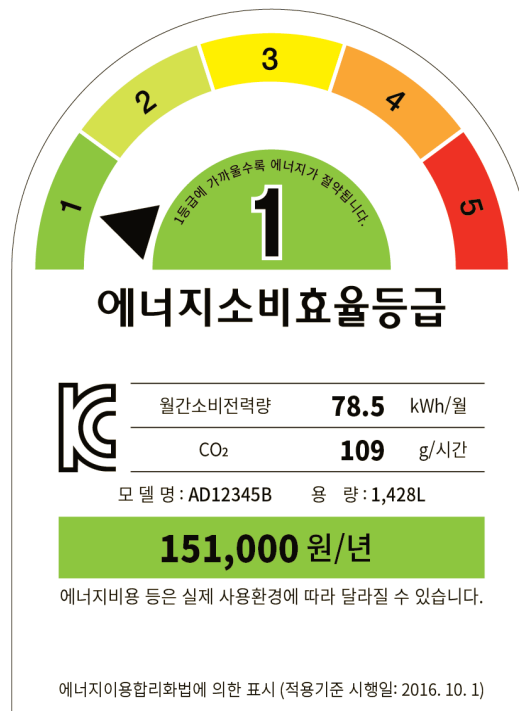 1
2
3
4
5
1등급에 가까울수록 에너지가 절약됩니다.
1
에너지소비효율등급
월간소비전력량 78.5 kWh/월
CO₂ 109 g/시간
모 델 명 : AD12345B 용 량 : 1,428L
151,000 원/년
에너지비용 등은 실제 사용환경에 따라 달라질 수 있습니다.
에너지이용합리화법에 의한 표시 (적용기준 시행일: 2016. 10. 1)